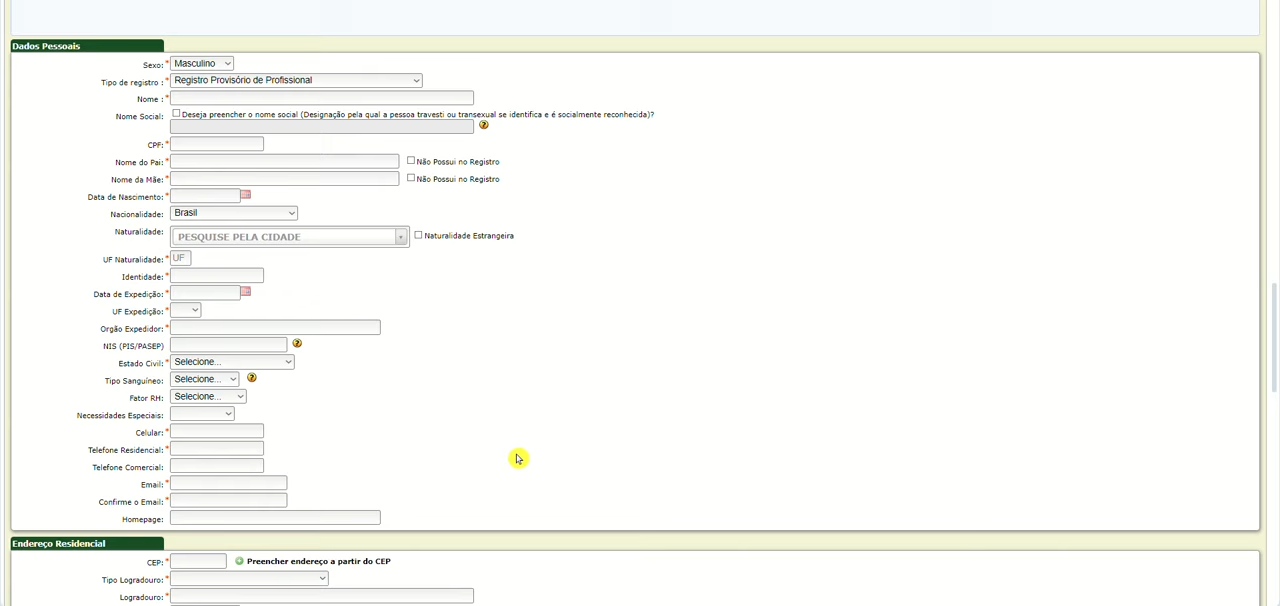 Dados Pessoais
Sexo:* Masculino
Tipo de registro :* Registro Provisório de Profissional
Nome :*
Nome Social: Deseja preencher o nome social (Designação pela qual a pessoa travesti ou transexual se identifica e é socialmente reconhecida)?
?
CPF:*
Nome do Pai:* Não Possui no Registro
Nome da Mãe:* Não Possui no Registro
Data de Nascimento:*
Nacionalidade: Brasil
Naturalidade: PESQUISE PELA CIDADE Naturalidade Estrangeira
UF Naturalidade:* UF
Identidade:*
Data de Expedição:*
UF Expedição:*
Orgão Expedidor:*
NIS (PIS/PASEP) ?
Estado Civil:* Selecione...
Tipo Sanguíneo: Selecione... ?
Fator RH: Selecione...
Necessidades Especiais:
Celular:*
Telefone Residencial:*
Telefone Comercial:
Email:*
Confirme o Email:*
Homepage:
Endereço Residencial
CEP:* Preencher endereço a partir do CEP
Tipo Logradouro:*
Logradouro:*